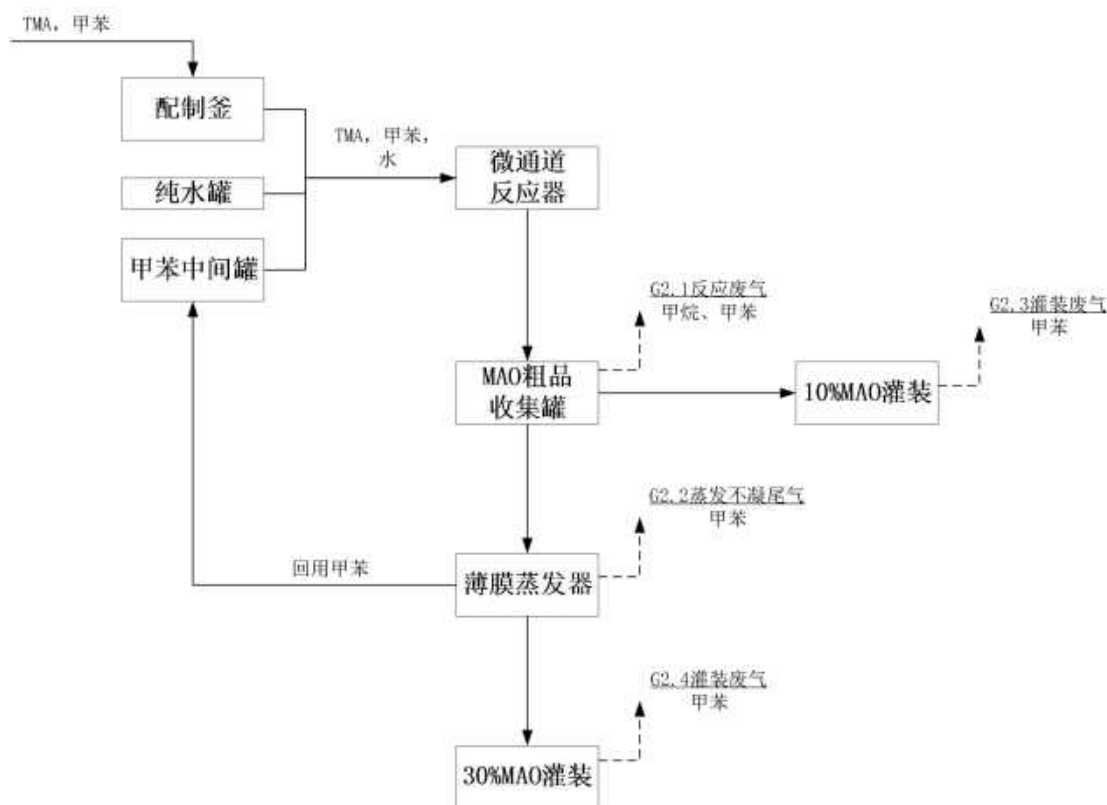 TMA，甲苯
配制釜
TMA，甲苯，
水
微通道
反应器
纯水罐
甲苯中间罐
G2.1反应废气
甲烷、甲苯
G2.3灌装废气
甲苯
MAO粗品
收集罐
10%MAO灌装
G2.2蒸发不凝尾气
甲苯
回用甲苯
薄膜蒸发器
G2.4灌装废气
甲苯
30%MAO灌装